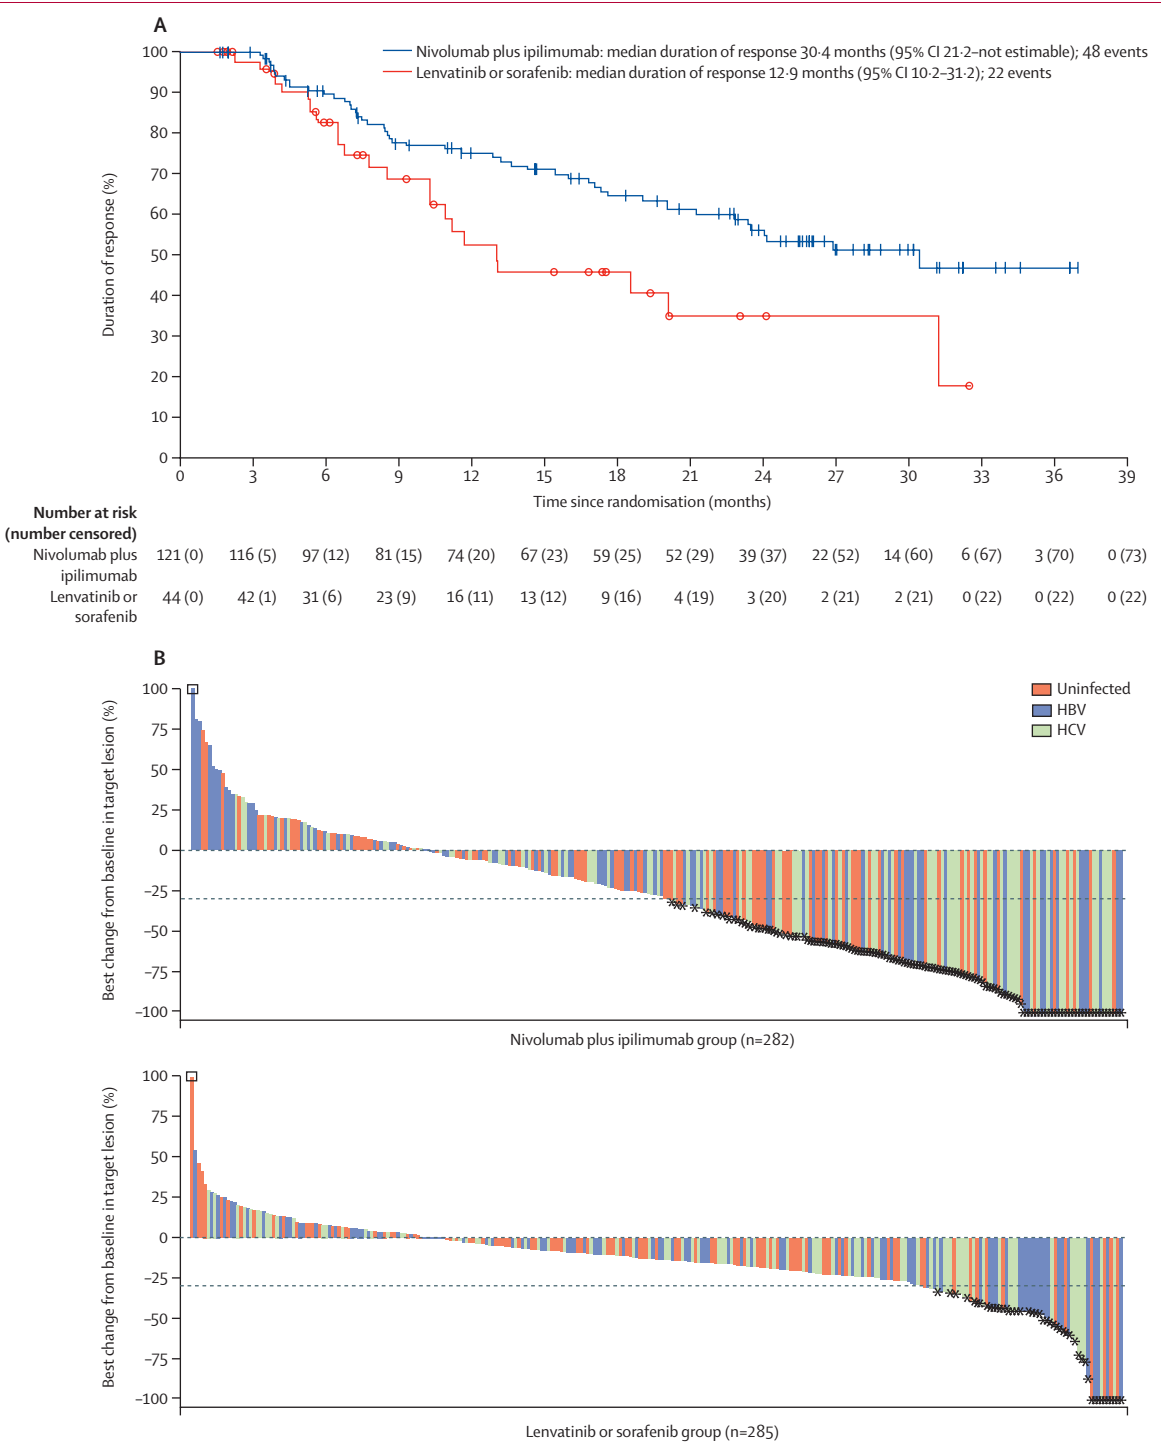 A
Nivolumab plus ipilimumab: median duration of response 30·4 months (95% CI 21·2–not estimable); 48 events
Lenvatinib or sorafenib: median duration of response 12·9 months (95% CI 10·2–31·2); 22 events
Duration of response (%)
100
90
80
70
60
50
40
30
20
10
0
0 3 6 9 12 15 18 21 24 27 30 33 36 39
Time since randomisation (months)
Number at risk
(number censored)
Nivolumab plus
ipilimumab
121 (0) 116 (5) 97 (12) 81 (15) 74 (20) 67 (23) 59 (25) 52 (29) 39 (37) 22 (52) 14 (60) 6 (67) 3 (70) 0 (73)
Lenvatinib or
sorafenib
44 (0) 42 (1) 31 (6) 23 (9) 16 (11) 13 (12) 9 (16) 4 (19) 3 (20) 2 (21) 2 (21) 0 (22) 0 (22) 0 (22)
B
Best change from baseline in target lesion (%)
100
75
50
25
0
–25
–50
–75
–100
Uninfected
HBV
HCV
Nivolumab plus ipilimumab group (n=282)
Best change from baseline in target lesion (%)
100
75
50
25
0
–25
–50
–75
–100
Lenvatinib or sorafenib group (n=285)